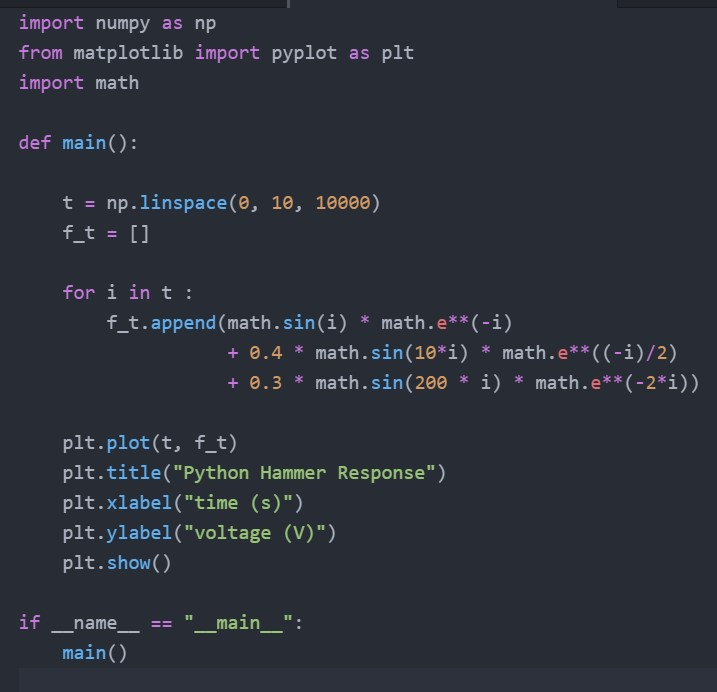 import numpy as np
from matplotlib import pyplot as plt
import math
def main():
    t = np.linspace(0, 10, 10000)
    f_t = []
    for i in t :
        f_t.append(math.sin(i) * math.e**(-i)
                   + 0.4 * math.sin(10*i) * math.e**((-i)/2)
                   + 0.3 * math.sin(200 * i) * math.e**(-2*i))
    plt.plot(t, f_t)
    plt.title("Python Hammer Response")
    plt.xlabel("time (s)")
    plt.ylabel("voltage (V)")
    plt.show()
if __name__ == "__main__":
    main()